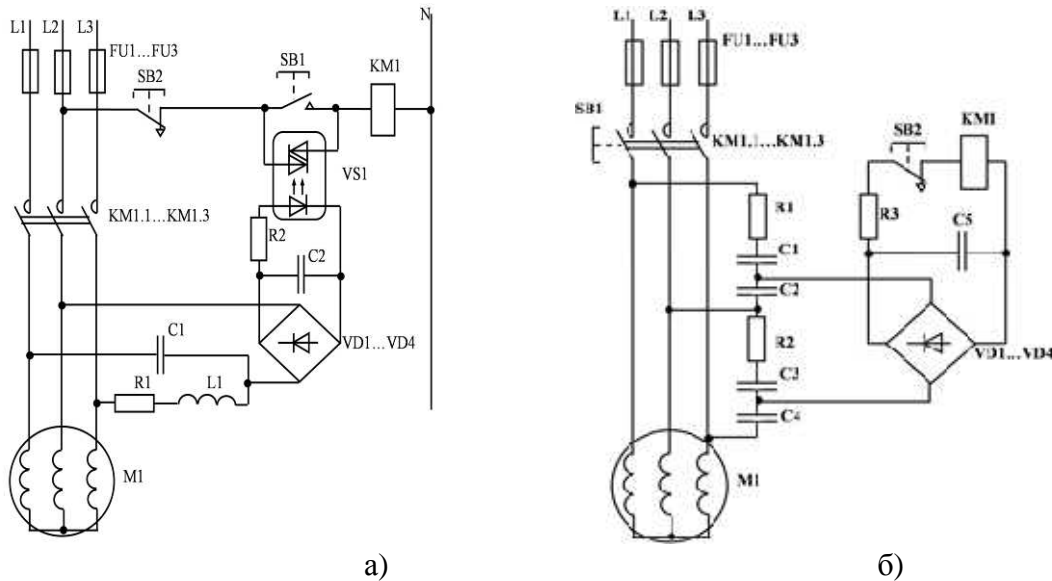 L1 L2 L3
N
FU1...FU3
SB2
SB1
KM1
VS1
KM1.1...KM1.3
R2
C2
C1
VD1...VD4
R1
L1
M1
а)
L1 L2 L3
FU1...FU3
SB1
KM1.1...KM1.3
SB2
KM1
R1
R3
C5
C1
C2
R2
VD1...VD4
C3
C4
M1
б)